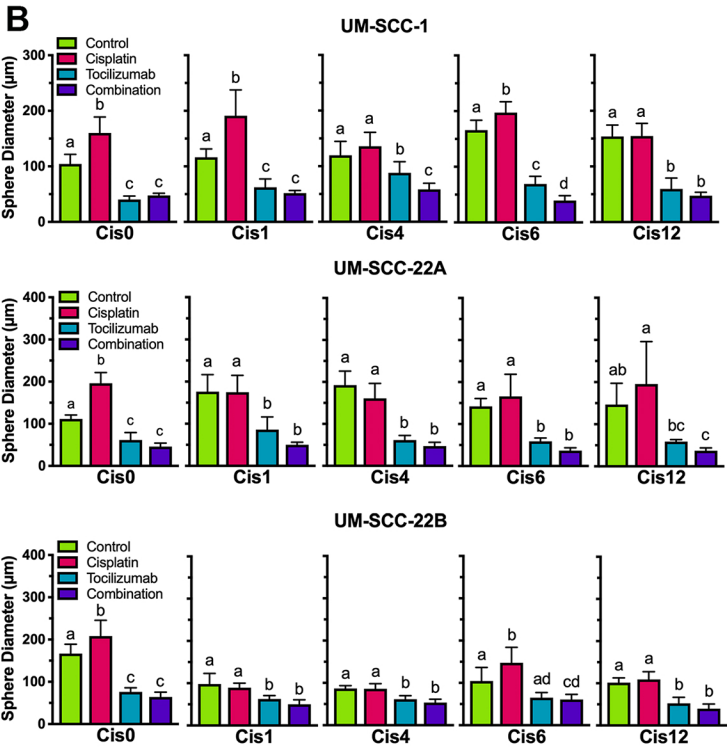 B
UM-SCC-1
Sphere Diameter (μm)
300
200
100
0
Control
Cisplatin
Tocilizumab
Combination
a b c c
a b c c
a a b c
a b c d
a a b b
Cis0 Cis1 Cis4 Cis6 Cis12
UM-SCC-22A
Sphere Diameter (μm)
400
300
200
100
0
Control
Cisplatin
Tocilizumab
Combination
a b c c
a a b b
a a b b
a a b b
ab a bc c
Cis0 Cis1 Cis4 Cis6 Cis12
UM-SCC-22B
Sphere Diameter (μm)
400
300
200
100
0
Control
Cisplatin
Tocilizumab
Combination
a b c c
a a b b
a a b b
a b ad cd
a a b b
Cis0 Cis1 Cis4 Cis6 Cis12